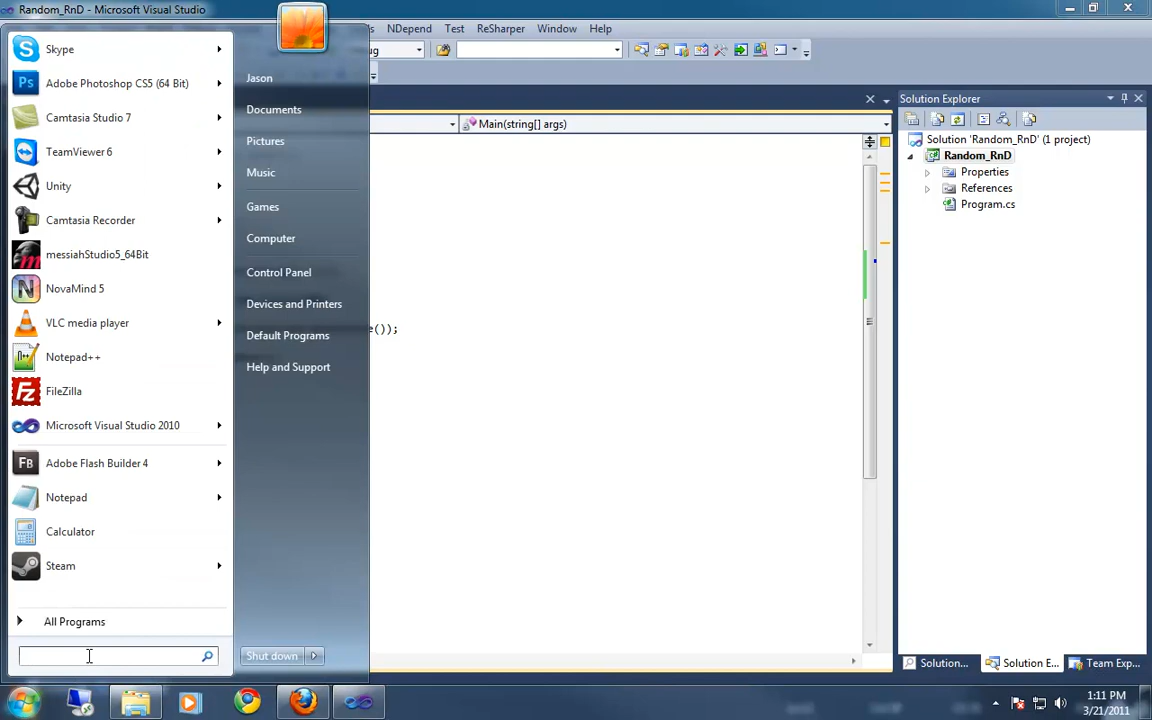 Random_RnD - Microsoft Visual Studio
NDepend Test ReSharper Window Help
Skype
Jason
Adobe Photoshop CS5 (64 Bit)
Documents
Solution Explorer
Camtasia Studio 7
Main(string[] args)
Pictures
Solution 'Random_RnD' (1 project)
TeamViewer 6
Random_RnD
Music
Properties
Unity
References
Games
Program.cs
Camtasia Recorder
Computer
messiahStudio5_64Bit
Control Panel
NovaMind 5
Devices and Printers
VLC media player
e());
Default Programs
Notepad++
Help and Support
FileZilla
Microsoft Visual Studio 2010
Adobe Flash Builder 4
Notepad
Calculator
Steam
All Programs
Shut down
Solution... Solution E... Team Exp...
1:11 PM
3/21/2011